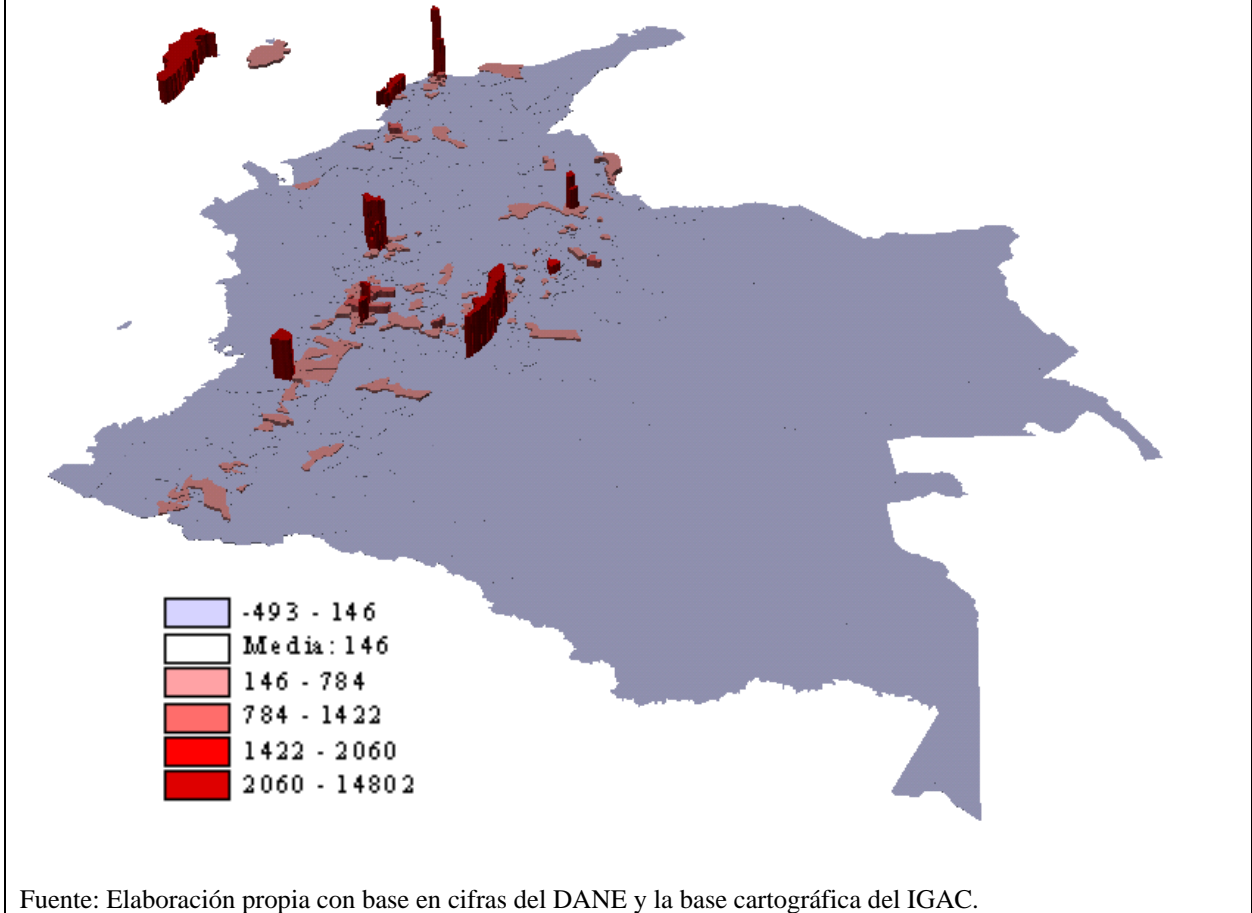 -493 - 146
Media: 146
146 - 784
784 - 1422
1422 - 2060
2060 - 14802
Fuente: Elaboración propia con base en cifras del DANE y la base cartográfica del IGAC.